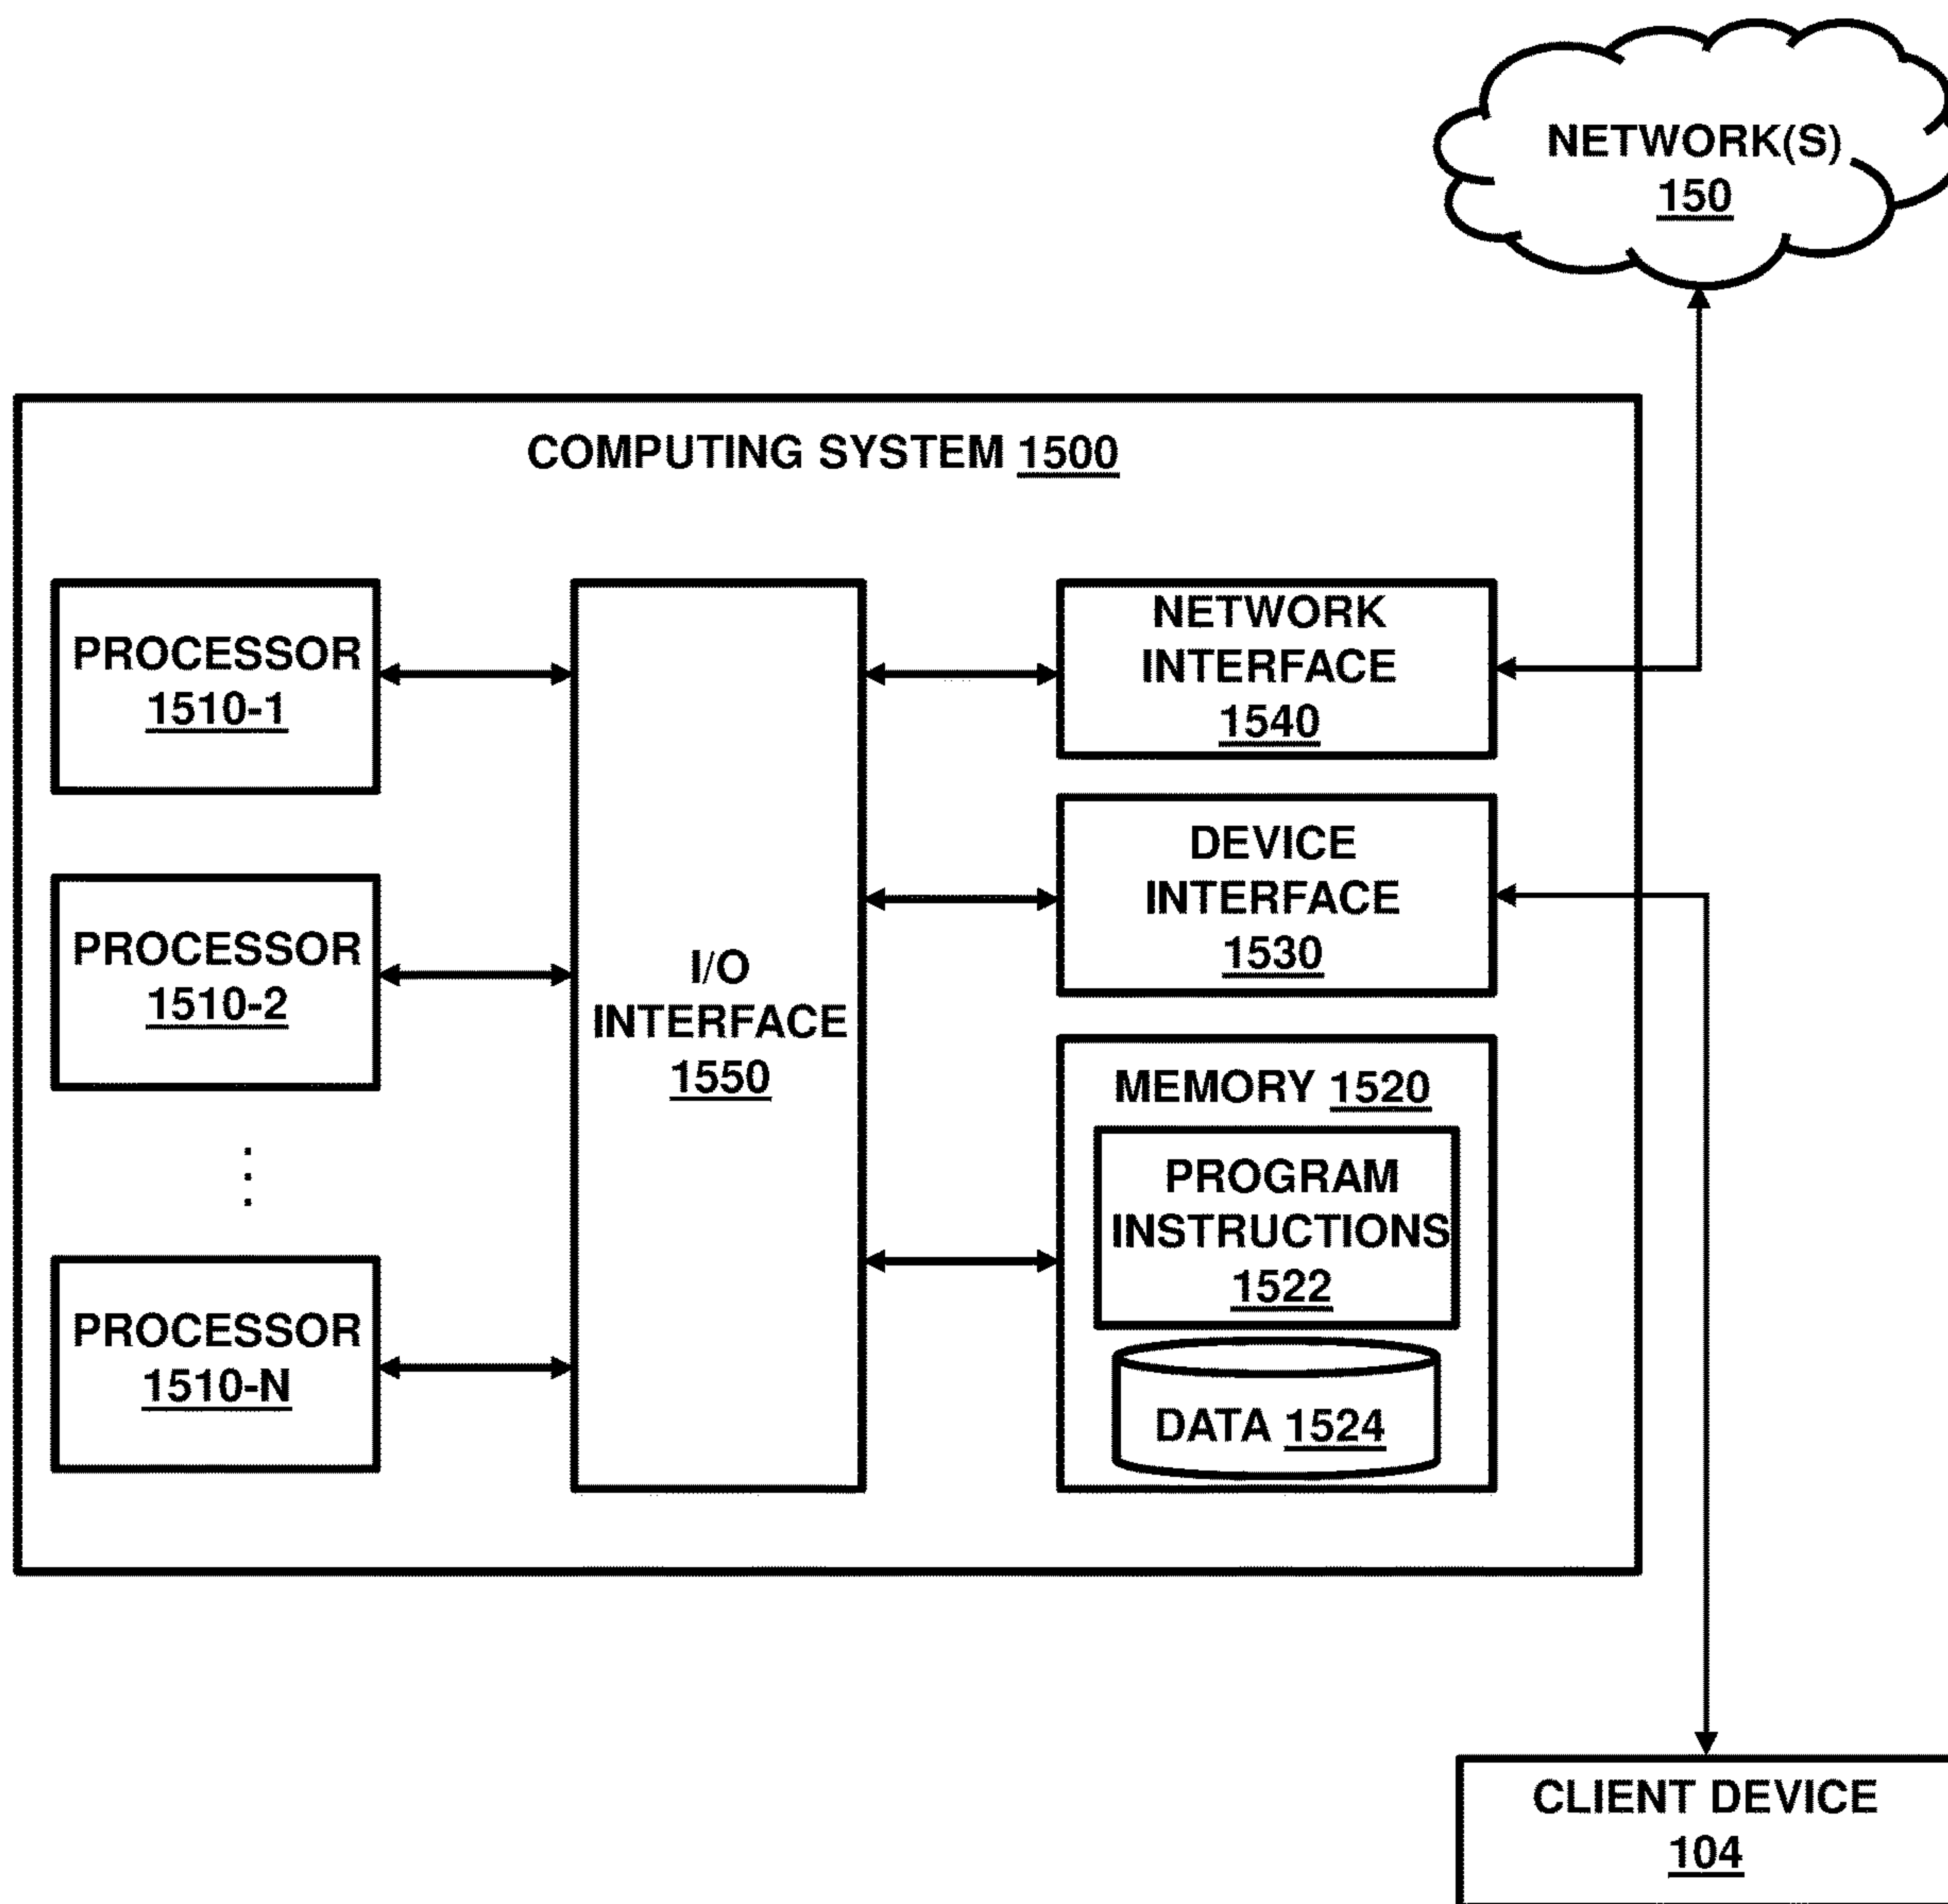 NETWORK(S)
150
COMPUTING SYSTEM 1500
PROCESSOR
1510-1
PROCESSOR
1510-2
PROCESSOR
1510-N
I/O
INTERFACE
1550
NETWORK
INTERFACE
1540
DEVICE
INTERFACE
1530
MEMORY 1520
PROGRAM
INSTRUCTIONS
1522
DATA 1524
CLIENT DEVICE
104